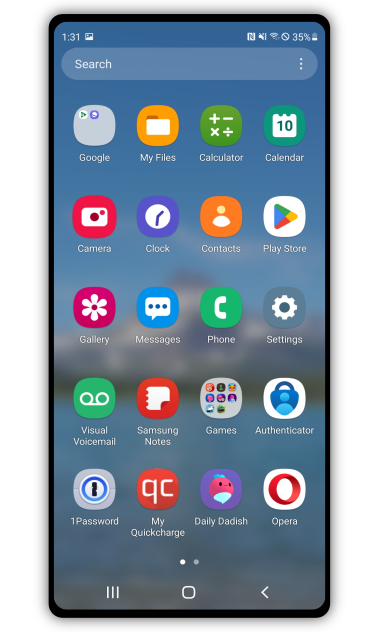 1:31 35%
Search
10
Google My Files Calculator Calendar
Camera Clock Contacts Play Store
Gallery Messages Phone Settings
Visual Voicemail Samsung Notes Games Authenticator
1Password qc My Quickcharge Daily Dadish Opera